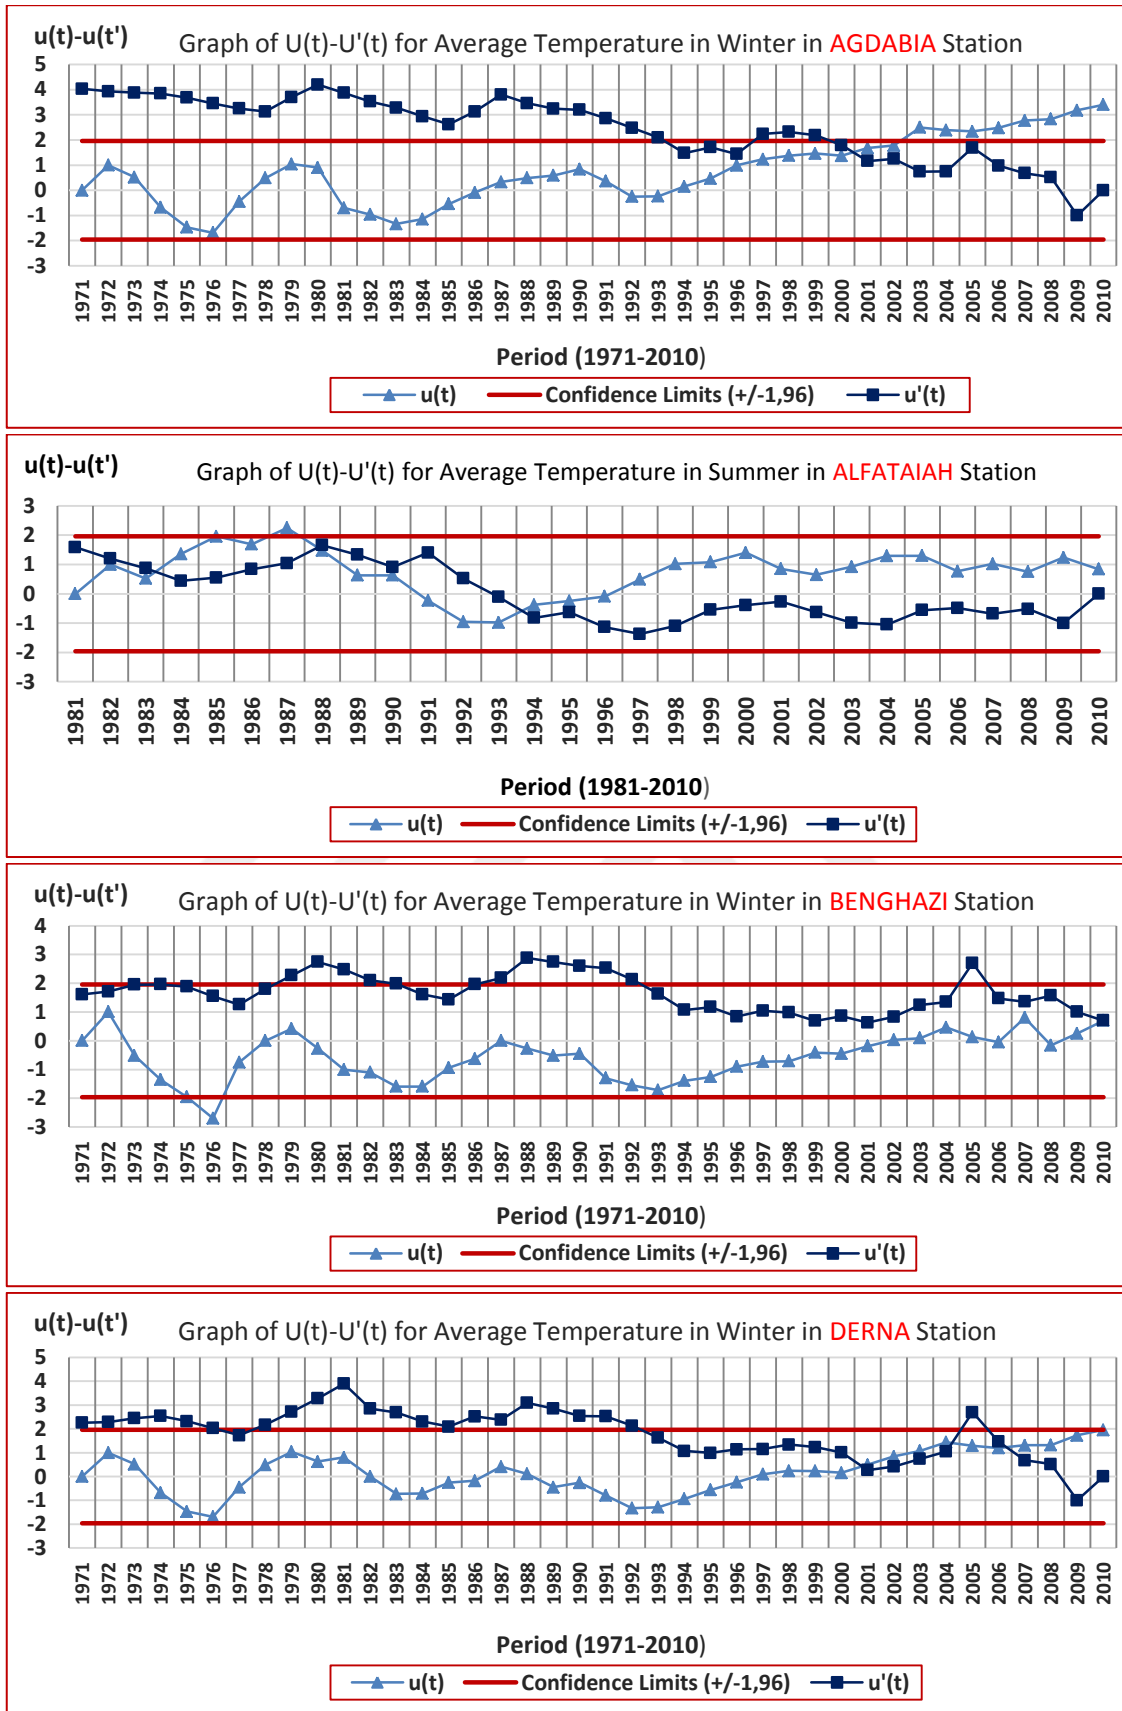 u(t)-u(t')
Graph of U(t)-U'(t) for Average Temperature in Winter in AGDABIA Station
5
4
3
2
1
0
-1
-2
-3
1971 1972 1973 1974 1975 1976 1977 1978 1979 1980 1981 1982 1983 1984 1985 1986 1987 1988 1989 1990 1991 1992 1993 1994 1995 1996 1997 1998 1999 2000 2001 2002 2003 2004 2005 2006 2007 2008 2009 2010
Period (1971-2010)
u(t) Confidence Limits (+/-1,96) u'(t)
u(t)-u(t')
Graph of U(t)-U'(t) for Average Temperature in Summer in ALFATAIAH Station
3
2
1
0
-1
-2
-3
1981 1982 1983 1984 1985 1986 1987 1988 1989 1990 1991 1992 1993 1994 1995 1996 1997 1998 1999 2000 2001 2002 2003 2004 2005 2006 2007 2008 2009 2010
Period (1981-2010)
u(t) Confidence Limits (+/-1,96) u'(t)
u(t)-u(t')
Graph of U(t)-U'(t) for Average Temperature in Winter in BENGHAZI Station
4
3
2
1
0
-1
-2
-3
1971 1972 1973 1974 1975 1976 1977 1978 1979 1980 1981 1982 1983 1984 1985 1986 1987 1988 1989 1990 1991 1992 1993 1994 1995 1996 1997 1998 1999 2000 2001 2002 2003 2004 2005 2006 2007 2008 2009 2010
Period (1971-2010)
u(t) Confidence Limits (+/-1,96) u'(t)
u(t)-u(t')
Graph of U(t)-U'(t) for Average Temperature in Winter in DERNA Station
5
4
3
2
1
0
-1
-2
-3
1971 1972 1973 1974 1975 1976 1977 1978 1979 1980 1981 1982 1983 1984 1985 1986 1987 1988 1989 1990 1991 1992 1993 1994 1995 1996 1997 1998 1999 2000 2001 2002 2003 2004 2005 2006 2007 2008 2009 2010
Period (1971-2010)
u(t) Confidence Limits (+/-1,96) u'(t)